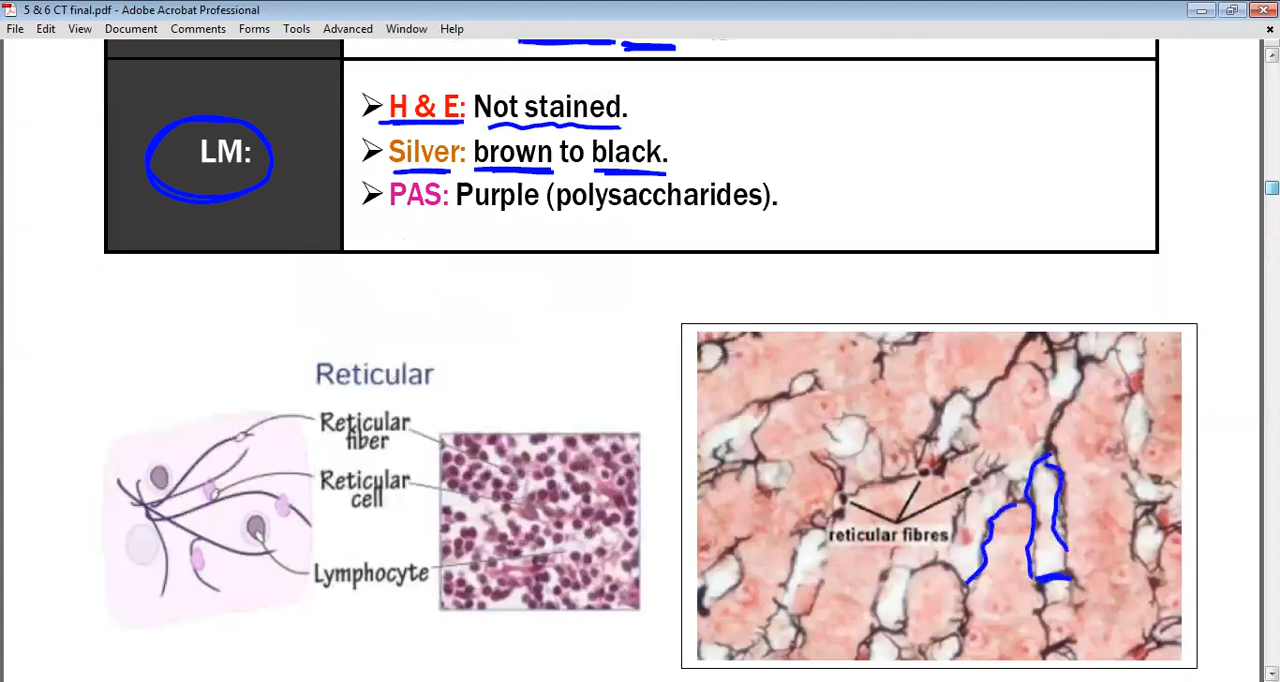 5 & 6 CT final.pdf - Adobe Acrobat Professional
File Edit View Document Comments Forms Tools Advanced Window Help
LM:
➢ H & E: Not stained.
➢ Silver: brown to black.
➢ PAS: Purple (polysaccharides).
Reticular
Reticular
fiber
Reticular
cell
Lymphocyte
reticular fibres